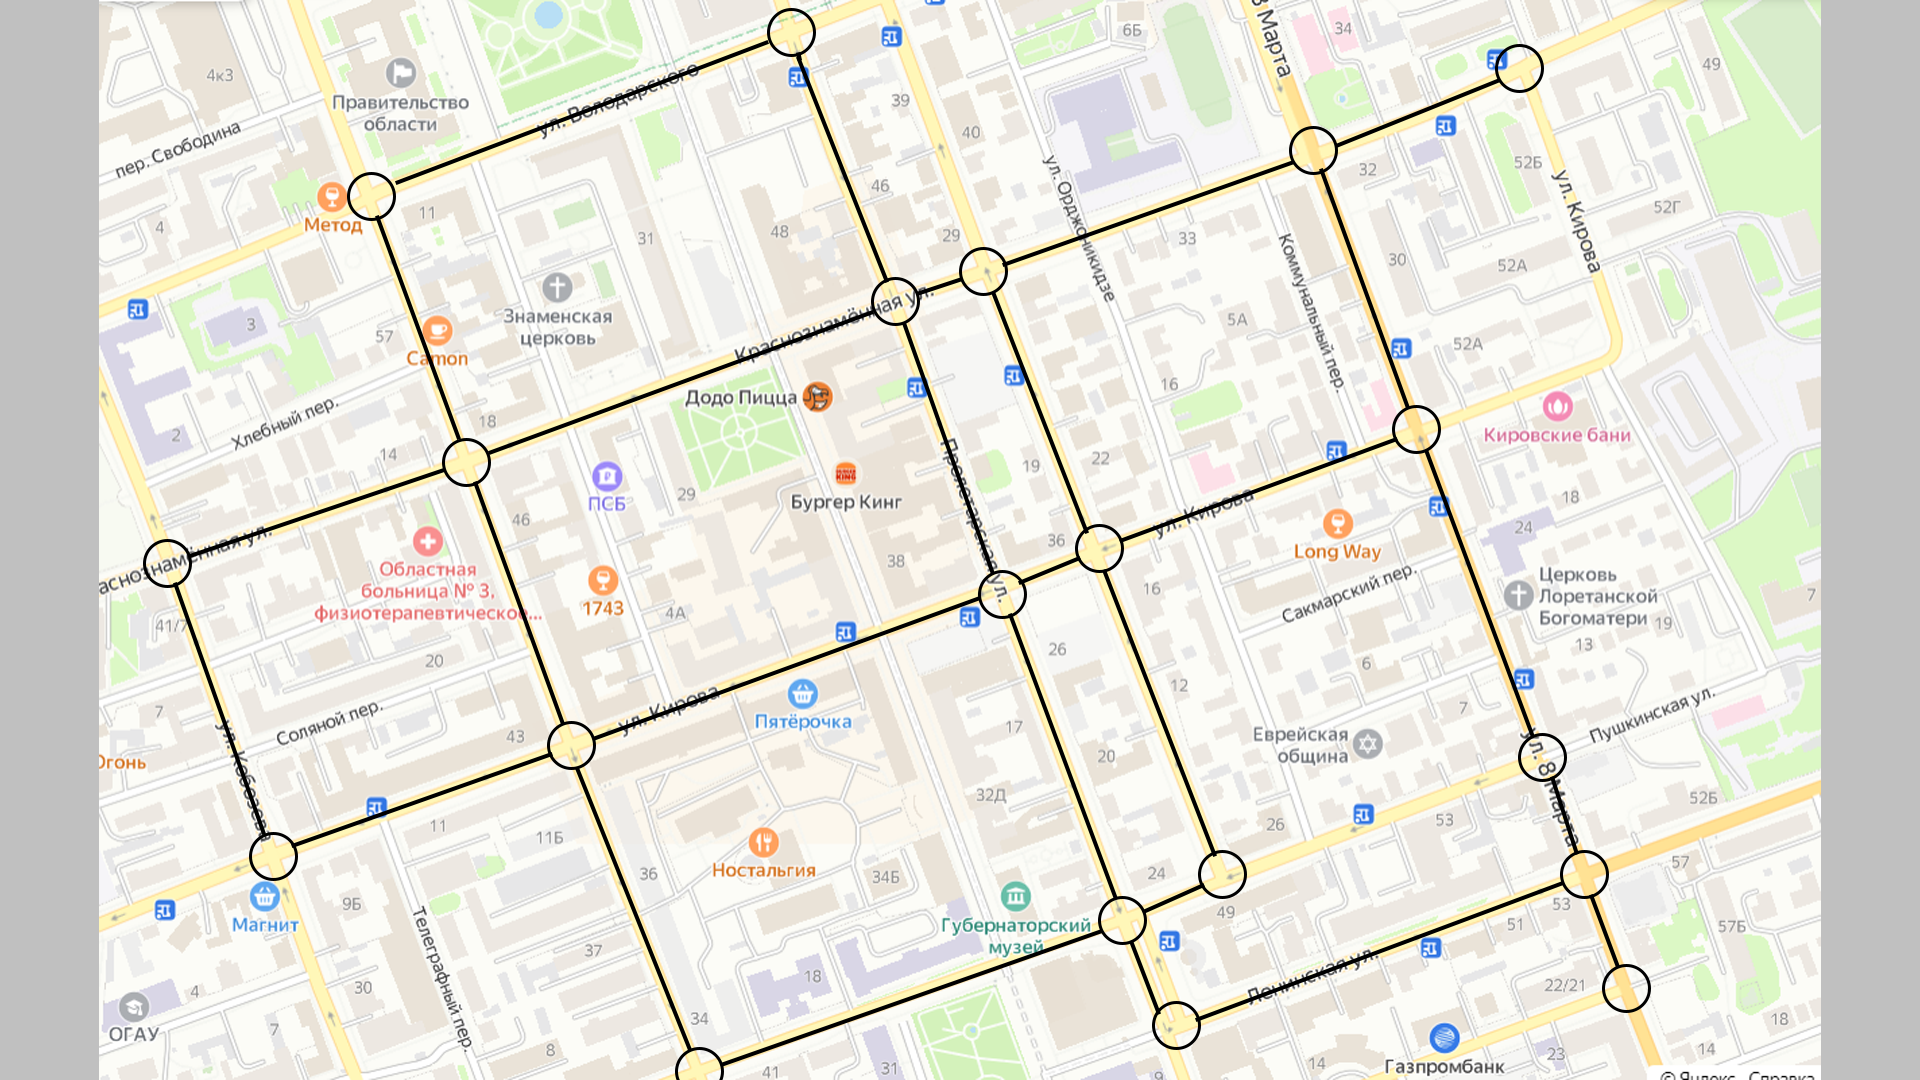 8 Марта
34
6Б
49
4к3
Правительство
области
39
40
ул. Володарского
пер. Свободина
52Б
32
ул. Орджоникидзе
ул. Кирова
46
Метод
11
4
52Г
48
31
29
33
30
52А
Коммунальный пер.
Знаменская
церковь
3
57
Camon
Краснознамённая ул.
5А
52А
16
Додо Пицца
Хлебный пер.
18
2
14
Кировские бани
Пролетарская ул.
19
22
ПСБ
29
Бургер Кинг
18
46
ул. Кирова
24
аснознамённая ул.
36
Long Way
38
Областная
больница № 3,
физиотерапевтическое...
1743
4А
16
Сакмарский пер.
Церковь
Лоретанской
Богоматери
19
7
41/7
13
26
20
6
12
ул. Кирова
7
7
Соляной пер.
Пятёрочка
17
Пушкинская ул.
43
ул. Кобозева
Еврейская
община
ул. 8 Марта
Огонь
20
32Д
52Б
11
11Б
26
53
Ностальгия
36
34Б
24
57
9Б
Магнит
Губернаторский
музей
49
53
51
57Б
Телеграфный пер.
37
Ленинская ул.
18
4
30
22/21
34
ОГАУ
7
18
8
41
31
9
14
Газпромбанк
23
14
© Яндекс Справка